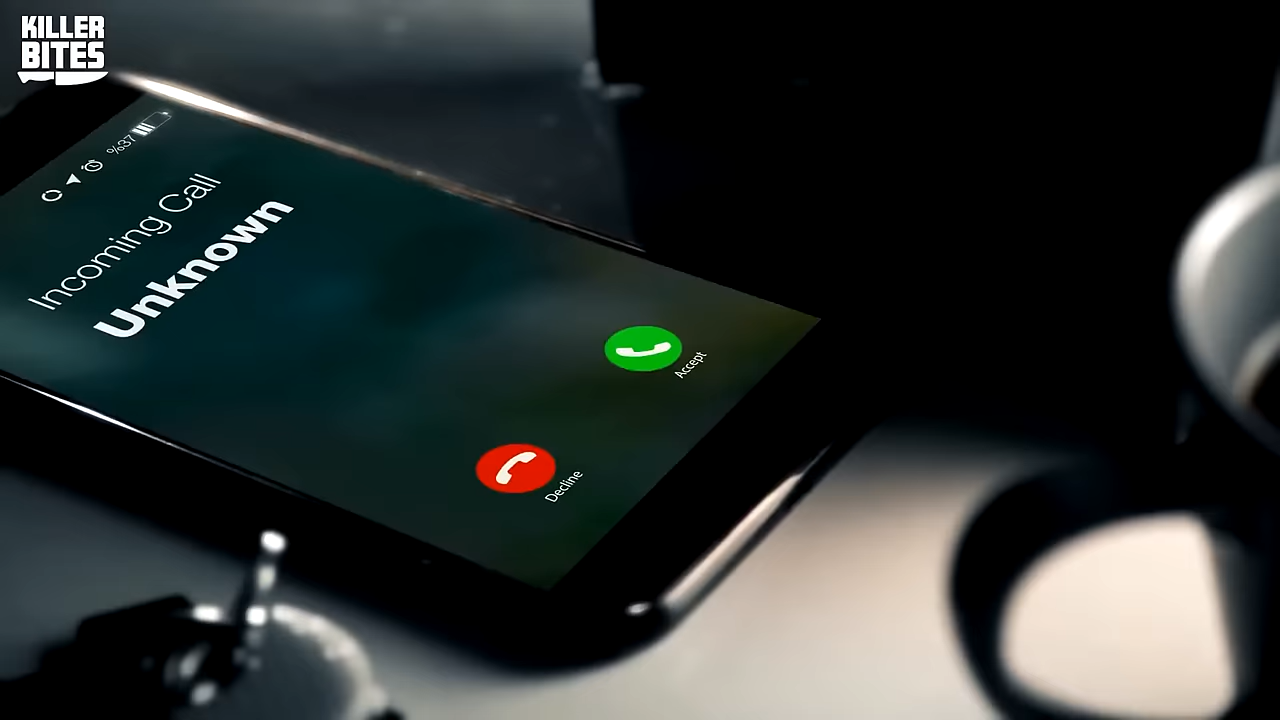 KILLER
BITES
%37
Incoming Call
Unknown
Accept
Decline